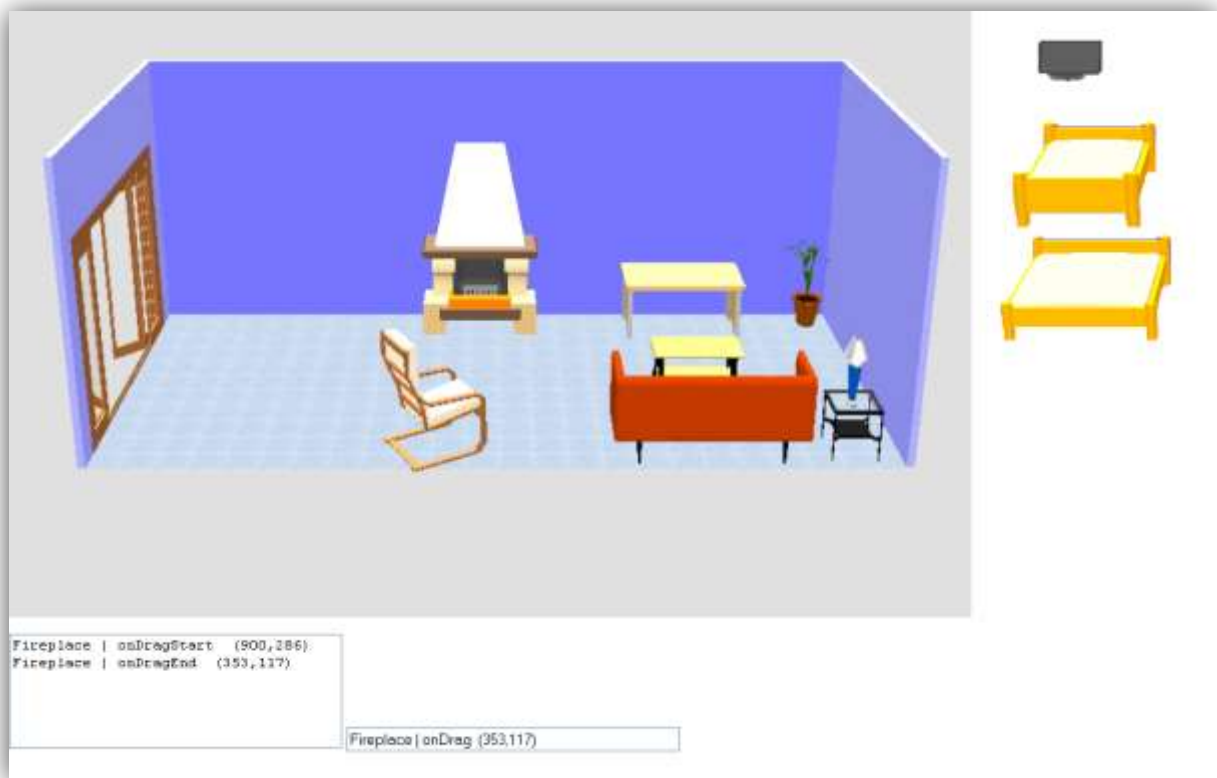 Fireplace | onDragStart (900,286)
Fireplace | onDragEnd (353,117)
Fireplace | onDrag (353,117)